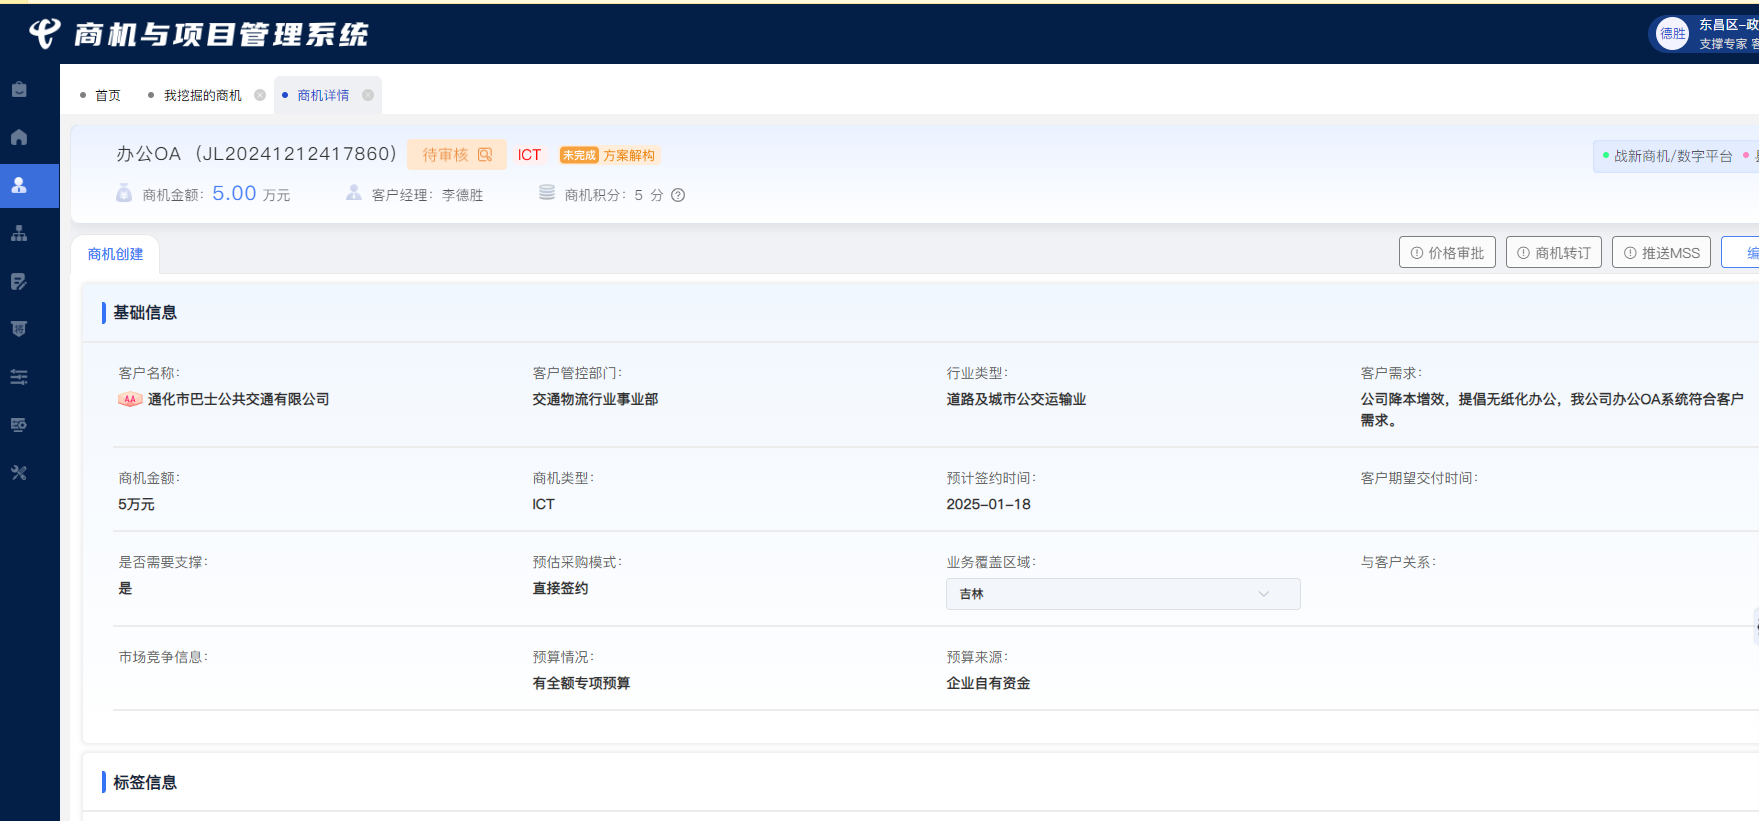 商机与项目管理系统
德胜
东昌区-政
支撑专家 客
首页
我挖掘的商机
商机详情
办公OA（JL20241212417860）
待审核
ICT
未完成 方案解构
战新商机/数字平台
商机金额：5.00 万元
客户经理：李德胜
商机积分：5 分
商机创建
价格审批
商机转订
推送MSS
编
基础信息
客户名称：
客户管控部门：
行业类型：
客户需求：
AA 通化市巴士公共交通有限公司
交通物流行业事业部
道路及城市公交运输业
公司降本增效，提倡无纸化办公，我公司办公OA系统符合客户
需求。
商机金额：
商机类型：
预计签约时间：
客户期望交付时间：
5万元
ICT
2025-01-18
是否需要支撑：
预估采购模式：
业务覆盖区域：
与客户关系：
是
直接签约
吉林
市场竞争信息：
预算情况：
预算来源：
有全额专项预算
企业自有资金
标签信息